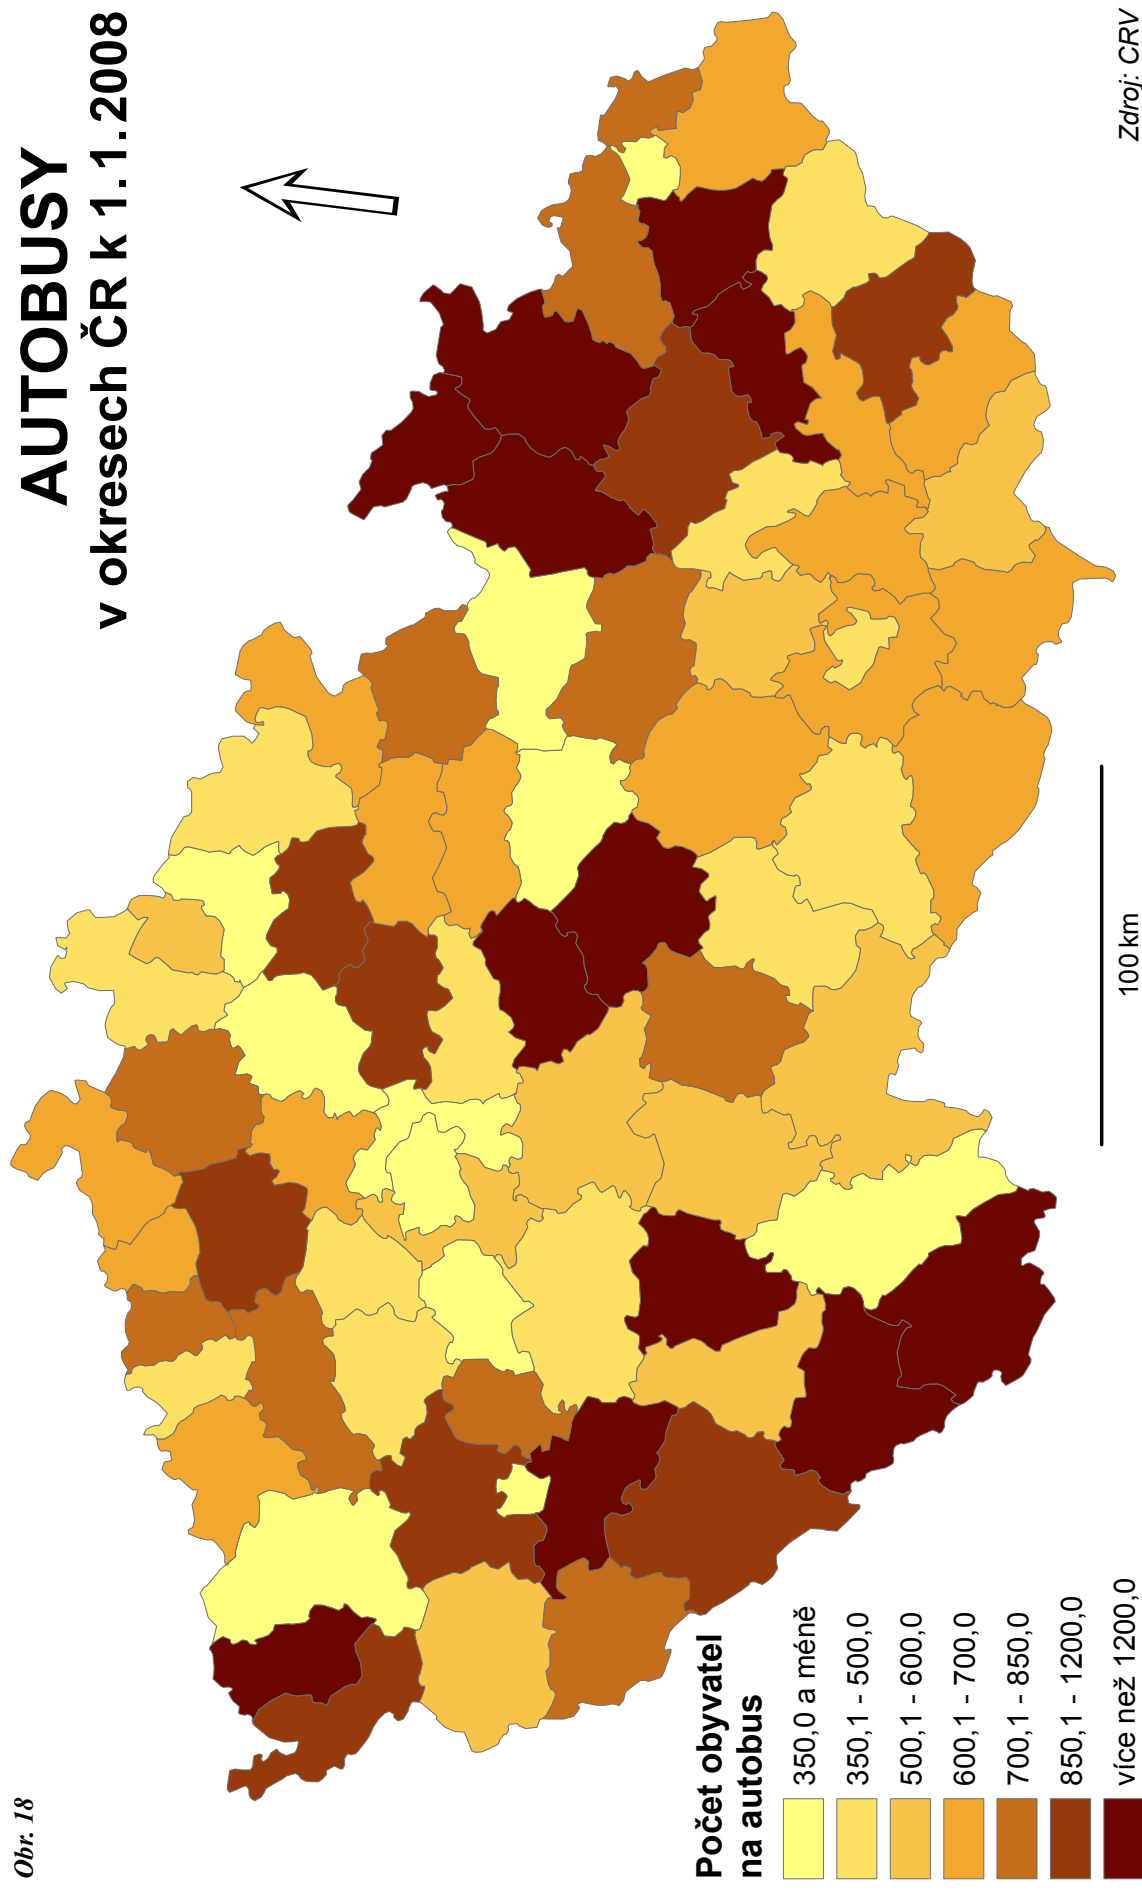 Obr. 18
AUTOBUSY
v okresech ČR k 1.1.2008
Počet obyvatel
na autobus
350,0 a méně
350,1 - 500,0
500,1 - 600,0
600,1 - 700,0
700,1 - 850,0
850,1 - 1200,0
více než 1200,0
100 km
Zdroj: CRV